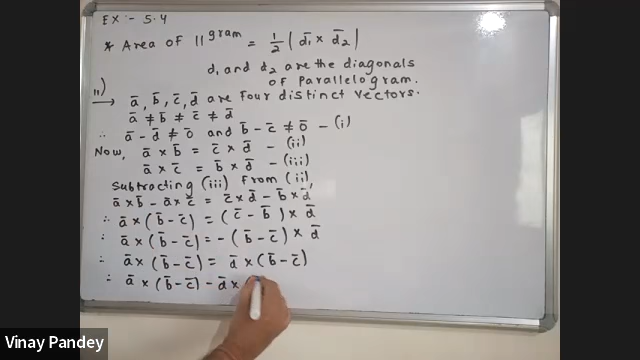 EX :- 5.4
* Area of 11gram = 1/2 | d̄₁ × d̄₂ |
d₁ and d₂ are the diagonals
of parallelogram.
11)
→ ā, b̄, c̄, d̄ are four distinct vectors.
ā ≠ b̄ ≠ c̄ ≠ d̄
∴ ā - d̄ ≠ 0̄ and b̄ - c̄ ≠ 0̄ - (i)
Now, ā × b̄ = c̄ × d̄ - (ii)
ā × c̄ = b̄ × d̄ - (iii)
Subtracting (iii) from (ii),
ā × b̄ - ā × c̄ = c̄ × d̄ - b̄ × d̄
∴ ā × (b̄ - c̄) = (c̄ - b̄) × d̄
∴ ā × (b̄ - c̄) = - (b̄ - c̄) × d̄
∴ ā × (b̄ - c̄) = d̄ × (b̄ - c̄)
∴ ā × (b̄ - c̄) - d̄ ×
Vinay Pandey